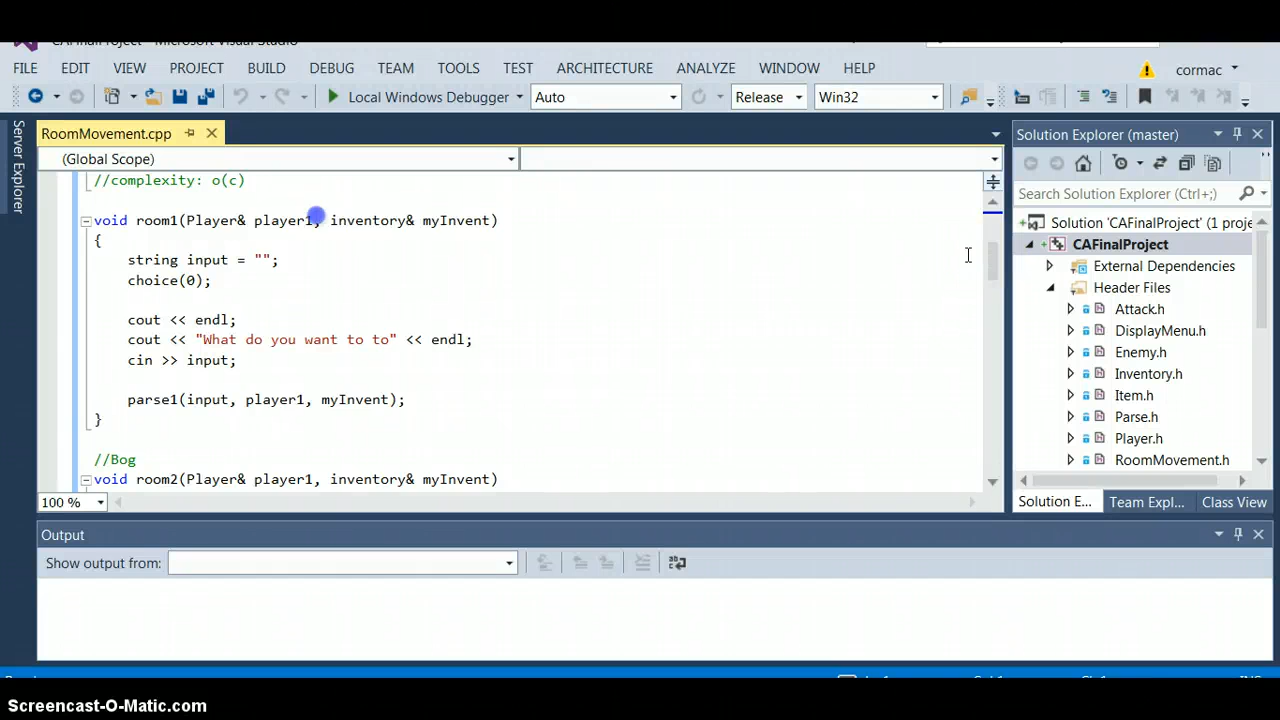 CAFinalProject - Microsoft Visual Studio
FILE EDIT VIEW PROJECT BUILD DEBUG TEAM TOOLS TEST ARCHITECTURE ANALYZE WINDOW HELP cormac
Local Windows Debugger Auto Release Win32
Server Explorer
RoomMovement.cpp
(Global Scope)
//complexity: o(c)
void room1(Player& player1, inventory& myInvent)
{
string input = "";
choice(0);
cout << endl;
cout << "What do you want to to" << endl;
cin >> input;
parse1(input, player1, myInvent);
}
//Bog
void room2(Player& player1, inventory& myInvent)
100 %
Solution Explorer (master)
Search Solution Explorer (Ctrl+;)
Solution 'CAFinalProject' (1 proje
CAFinalProject
External Dependencies
Header Files
Attack.h
DisplayMenu.h
Enemy.h
Inventory.h
Item.h
Parse.h
Player.h
RoomMovement.h
Solution E... Team Expl... Class View
Output
Show output from:
Screencast-O-Matic.com